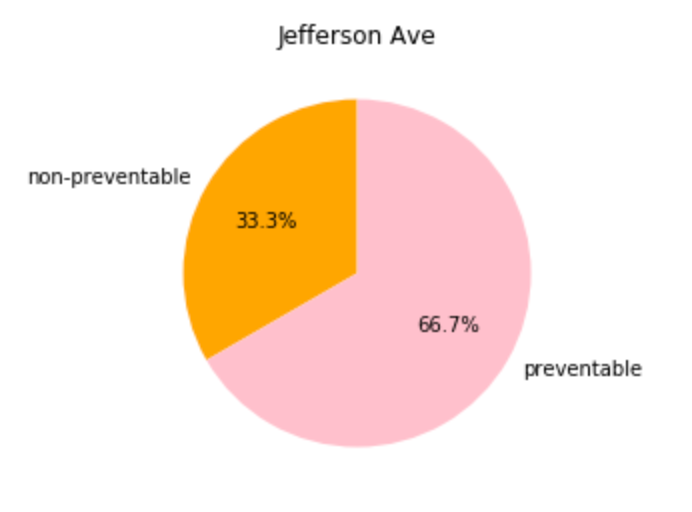 Jefferson Ave
non-preventable
33.3%
66.7%
preventable